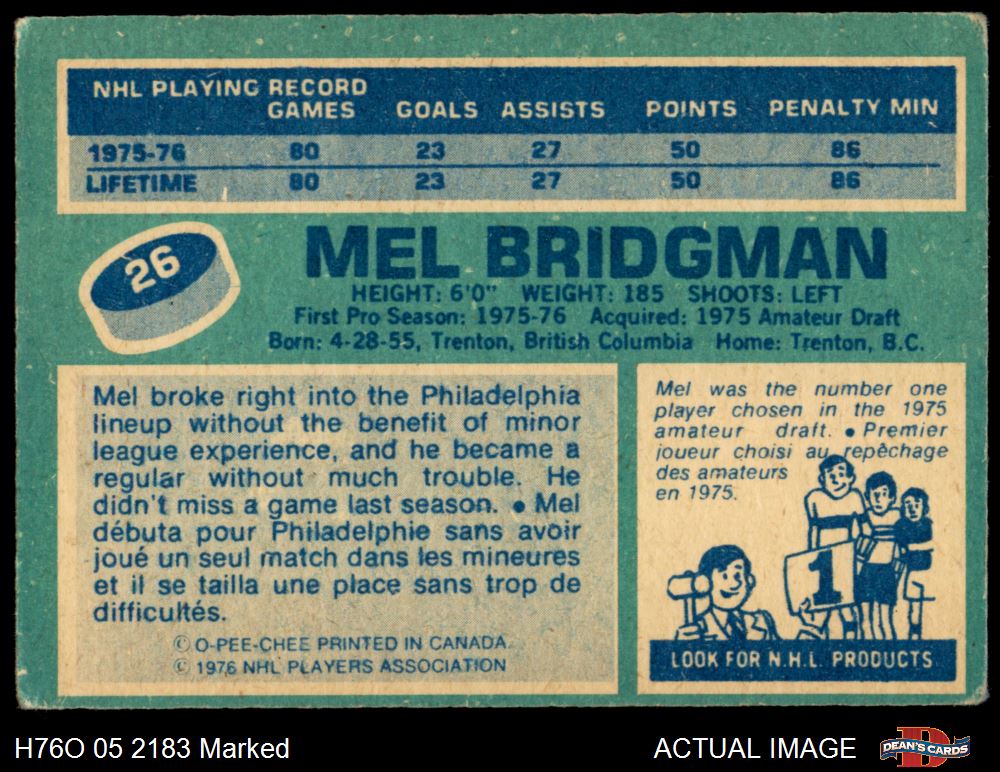 NHL PLAYING RECORD
GAMES GOALS ASSISTS POINTS PENALTY MIN
1975-76 80 23 27 50 86
LIFETIME 80 23 27 50 86
26
MEL BRIDGMAN
HEIGHT: 6'0" WEIGHT: 185 SHOOTS: LEFT
First Pro Season: 1975-76 Acquired: 1975 Amateur Draft
Born: 4-28-55, Trenton, British Columbia Home: Trenton, B.C.
Mel broke right into the Philadelphia
lineup without the benefit of minor
league experience, and he became a
regular without much trouble. He
didn't miss a game last season. • Mel
débuta pour Philadelphie sans avoir
joué un seul match dans les mineures
et il se tailla une place sans trop de
difficultés.
© O-PEE-CHEE PRINTED IN CANADA
© 1976 NHL PLAYERS ASSOCIATION
Mel was the number one
player chosen in the 1975
amateur draft. • Premier
joueur choisi au repêchage
des amateurs
en 1975.
1
LOOK FOR N.H.L. PRODUCTS
H76O 05 2183 Marked
ACTUAL IMAGE
DEAN'S CARDS